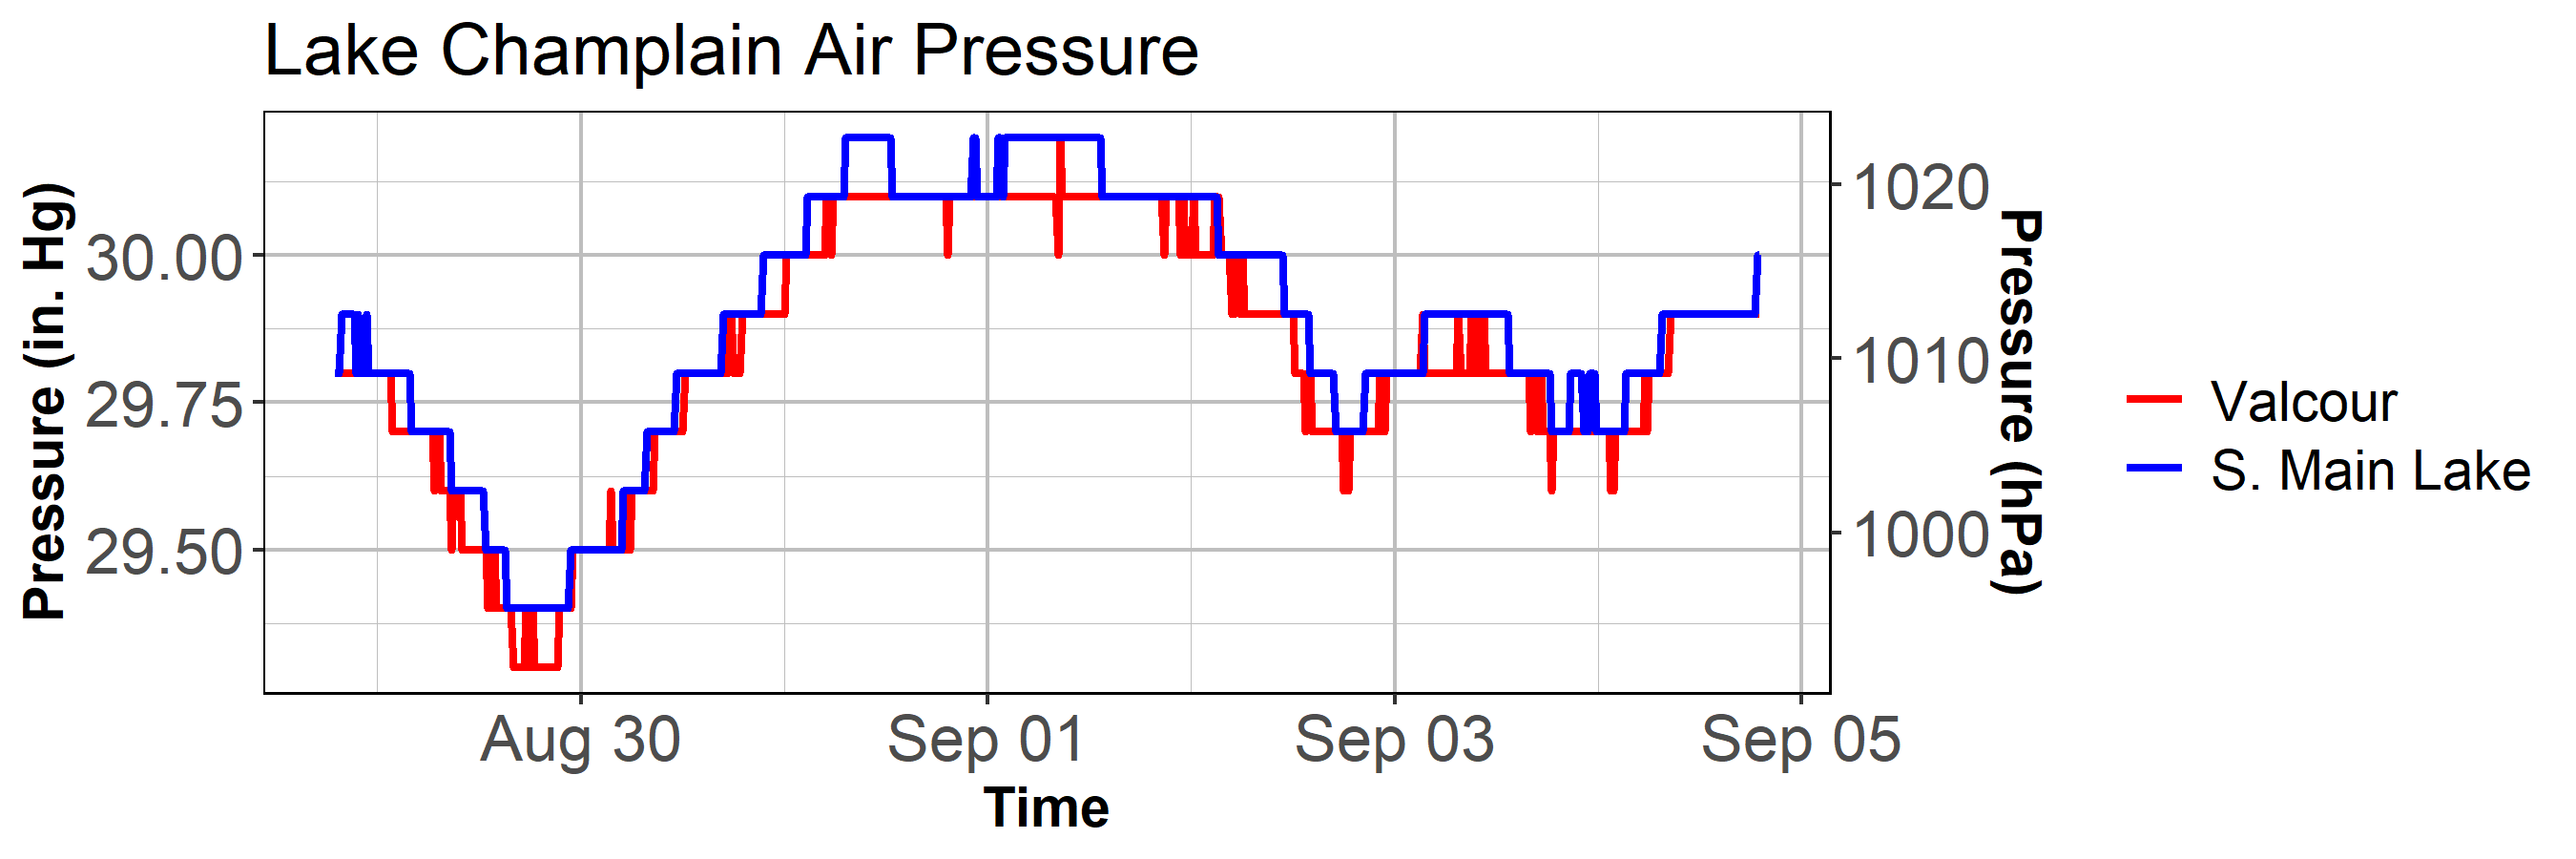 Lake Champlain Air Pressure
Pressure (in. Hg)
30.00
29.75
29.50
1020
1010
1000
Pressure (hPa)
Aug 30
Sep 01
Sep 03
Sep 05
Time
Valcour
S. Main Lake